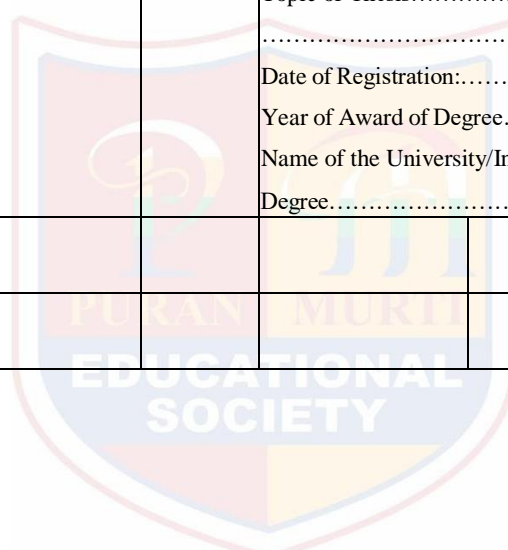 Topic of Thesis…………
……………………………
Date of Registration:……
Year of Award of Degree.
Name of the University/
Degree……………………
PURAN MURTI
EDUCATIONAL
SOCIETY